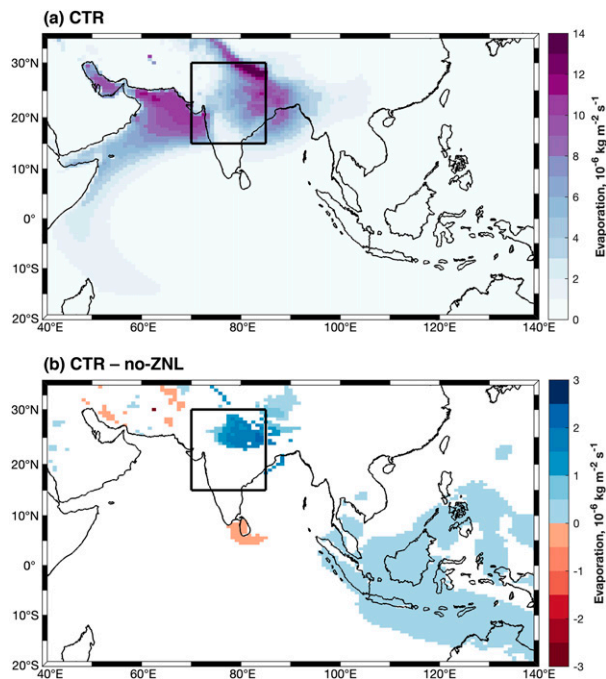 (a) CTR
30°N
20°N
10°N
0°
10°S
20°S
40°E
60°E
80°E
100°E
120°E
140°E
14
12
10
8
6
4
2
0
Evaporation, 10⁻⁶ kg m⁻² s⁻¹
(b) CTR – no-ZNL
30°N
20°N
10°N
0°
10°S
20°S
40°E
60°E
80°E
100°E
120°E
140°E
3
2
1
0
-1
-2
-3
Evaporation, 10⁻⁶ kg m⁻² s⁻¹